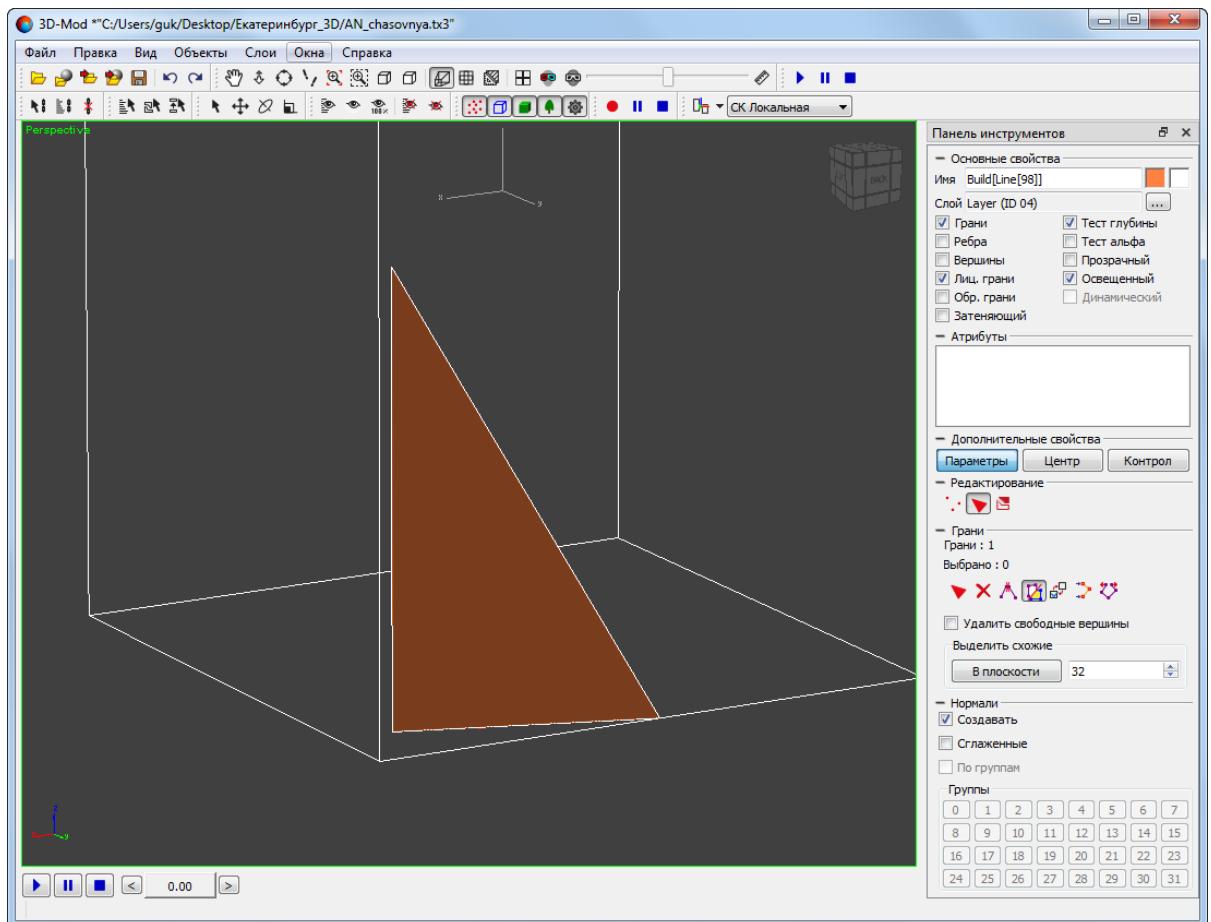 3D-Mod *"C:/Users/guk/Desktop/Екатеринбург_3D/AN_chasovnya.tx3"
Файл Правка Вид Объекты Слои Окна Справка
100%
СК Локальная
Perspective
Панель инструментов
Основные свойства
Имя Build[Line[98]]
Слой Layer (ID 04) ...
Грани Тест глубины
Ребра Тест альфа
Вершины Прозрачный
Лиц. грани Освещенный
Обр. грани Динамический
Затеняющий
Атрибуты
Дополнительные свойства
Параметры Центр Контрол
Редактирование
Грани
Грани : 1
Выбрано : 0
Удалить свободные вершины
Выделить схожие
В плоскости 32
Нормали
Создавать
Сглаженные
По группам
Группы
0 1 2 3 4 5 6 7
8 9 10 11 12 13 14 15
16 17 18 19 20 21 22 23
24 25 26 27 28 29 30 31
x y
BACK
z
x y
< 0.00 >